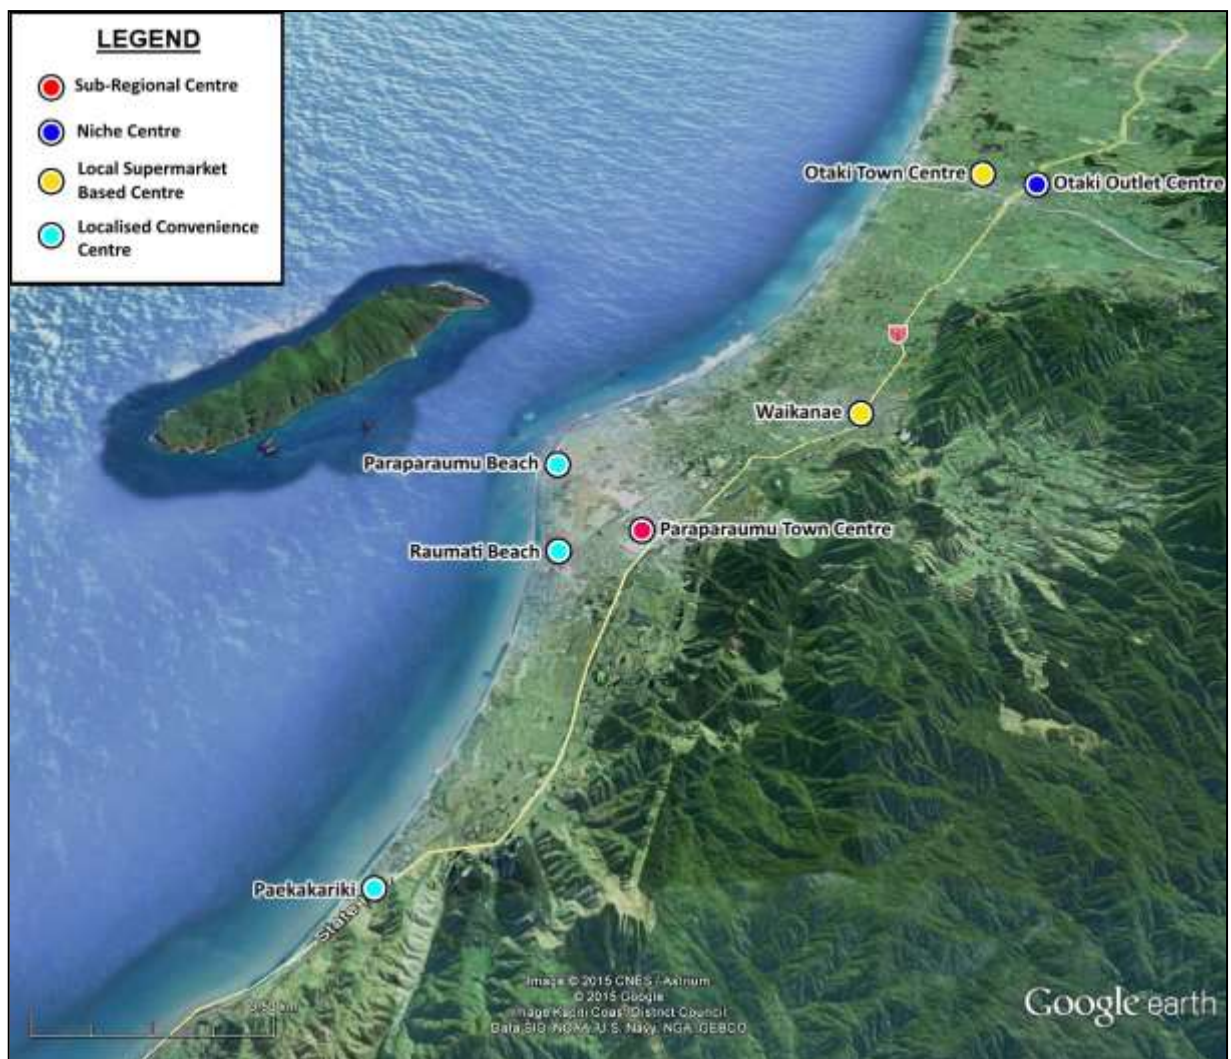 LEGEND
Sub-Regional Centre
Niche Centre
Local Supermarket
Based Centre
Localised Convenience
Centre
Otaki Town Centre
Otaki Outlet Centre
Waikanae
Paraparaumu Beach
Paraparaumu Town Centre
Raumati Beach
Paekakariki
State
Image © 2015 CNES / Astrium
© 2015 Google
Image Kapiti Coast District Council
Data SIO, NOAA, U.S. Navy, NGA, GEBCO
Google earth